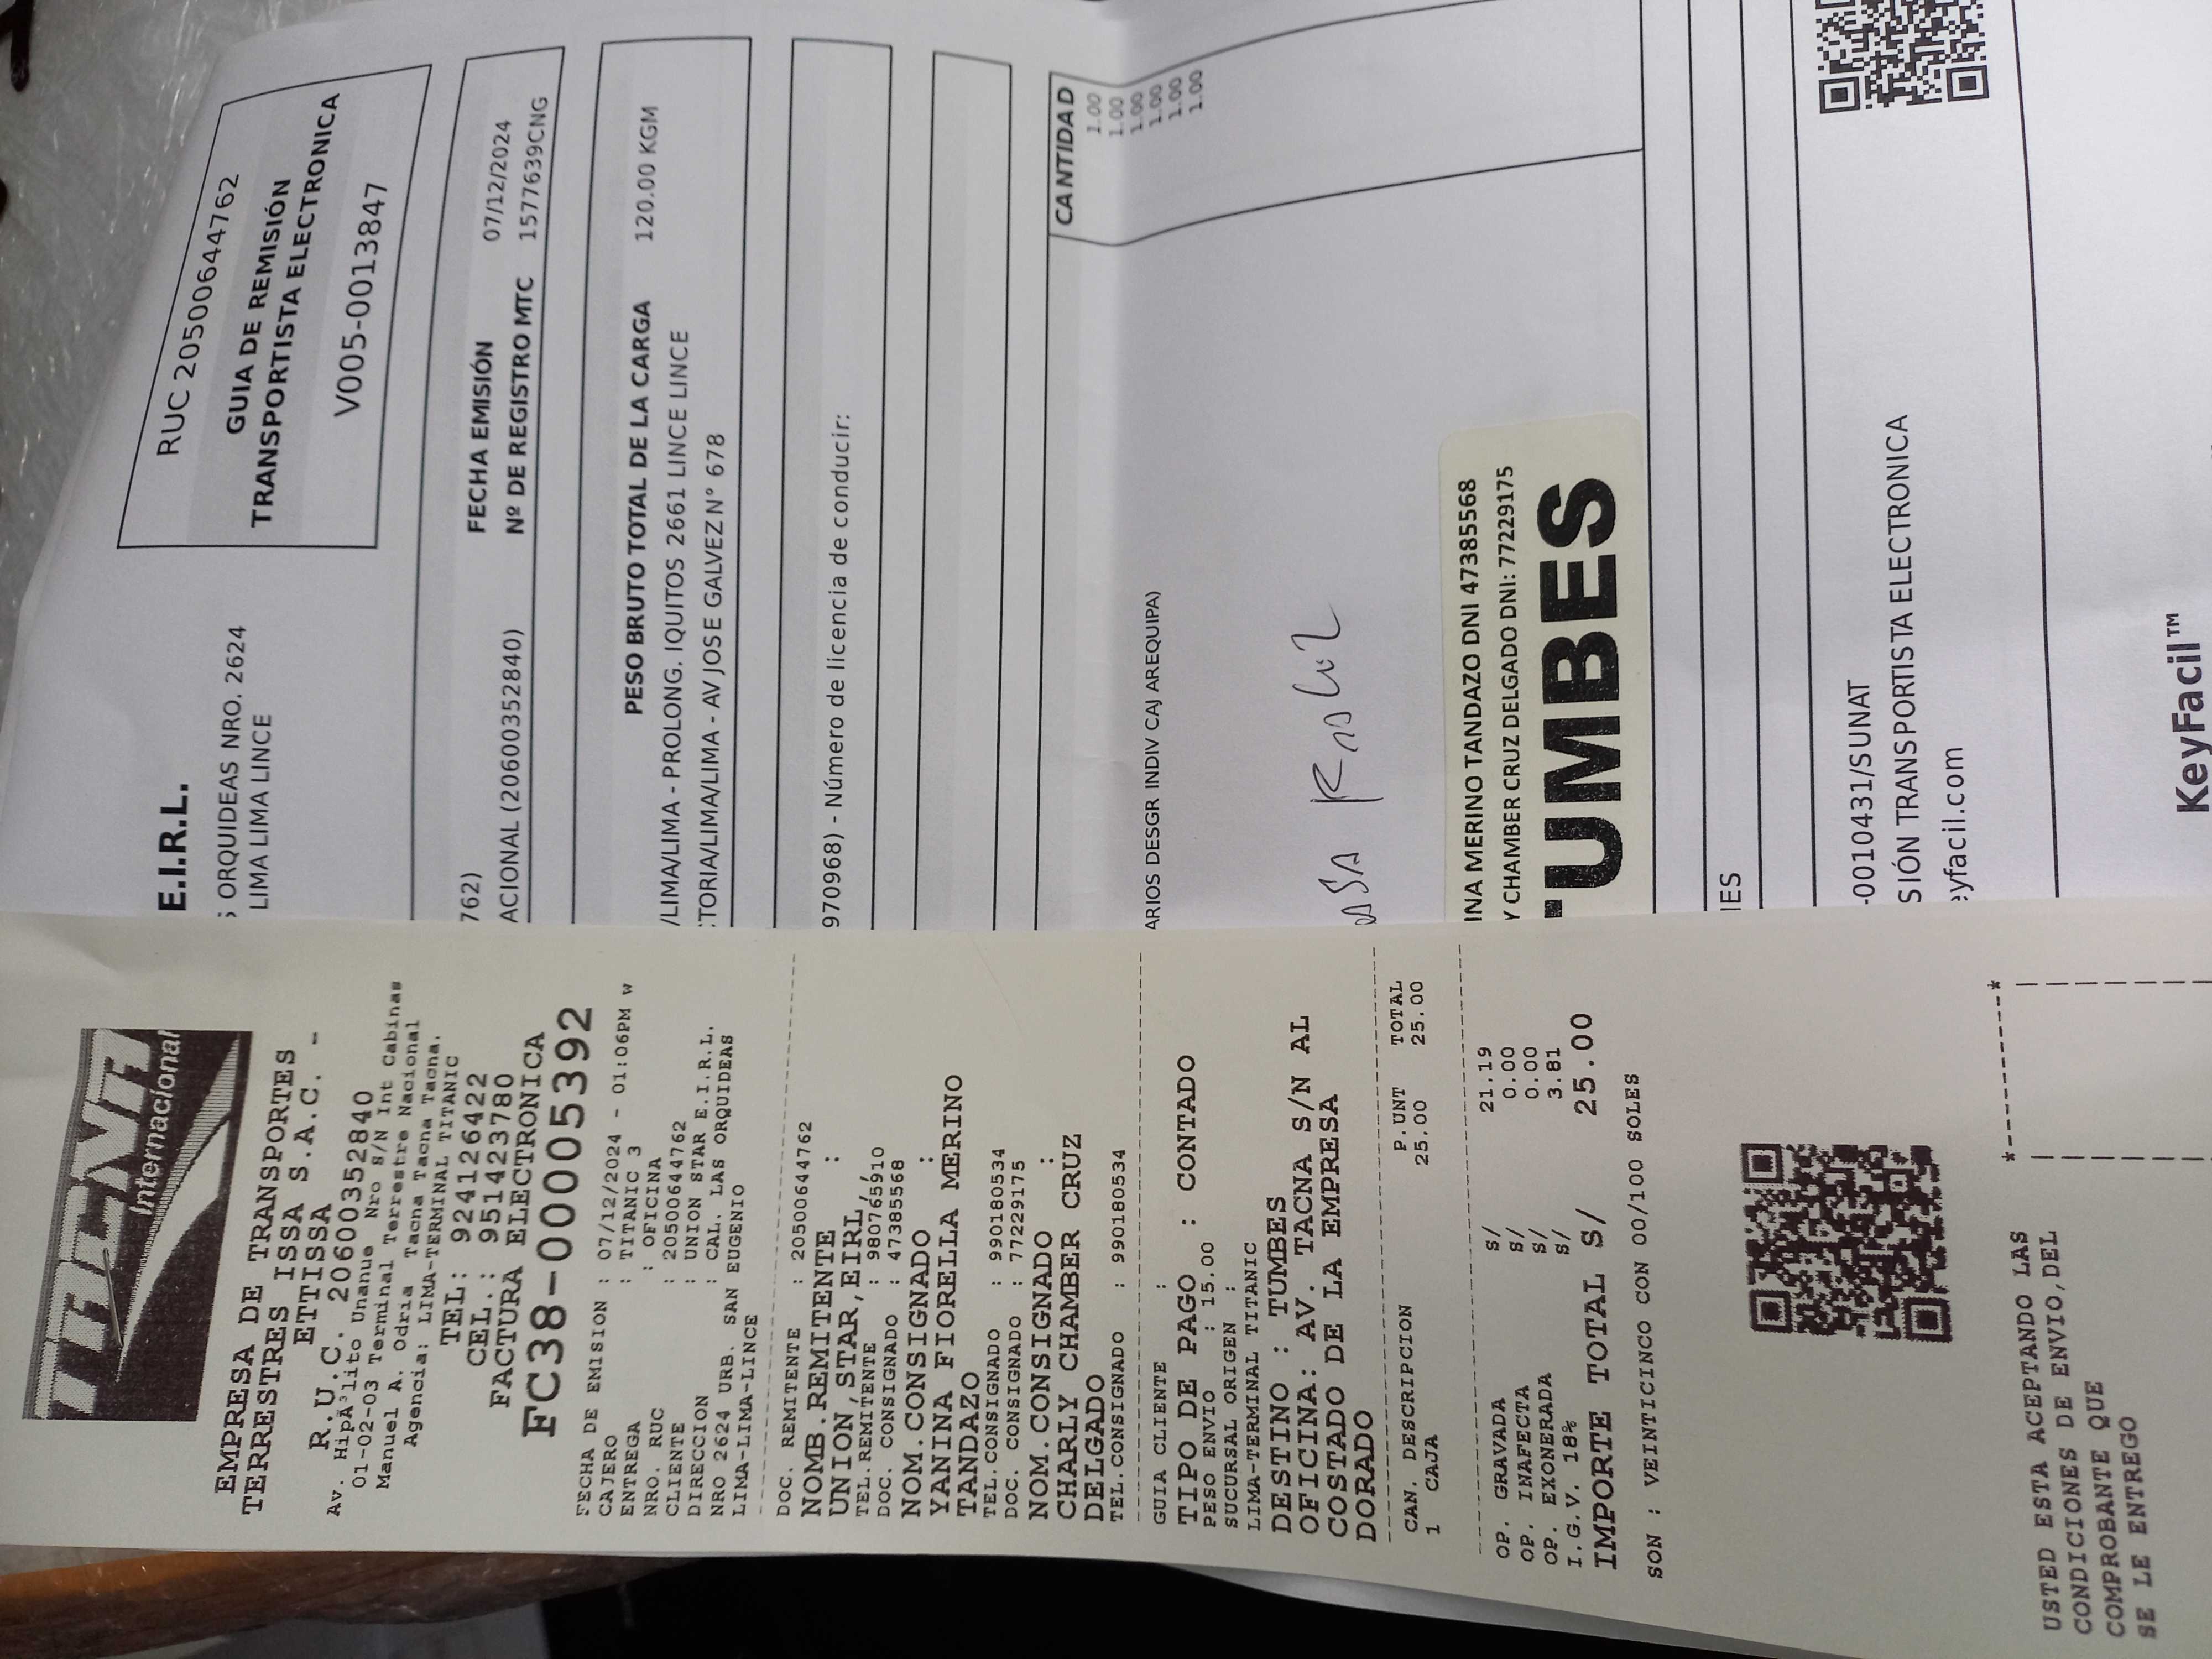 Internacional
EMPRESA DE TRANSPORTES
TERRESTRES ISSA S.A.C. -
ETTISSA
R.U.C. 20600352840
Av. HipÃ³lito Unanue Nro S/N Int Cabinas
01-02-03 Terminal Terrestre Nacional
Manuel A. Odria Tacna Tacna Tacna.
Agencia: LIMA-TERMINAL TITANIC
TEL: 924126422
CEL.: 951423780
FACTURA ELECTRONICA
FC38-00005392
FECHA DE EMISION : 07/12/2024 - 01:06PM w
CAJERO : TITANIC 3
ENTREGA : OFICINA
NRO. RUC : 20500644762
CLIENTE : UNION STAR E.I.R.L.
DIRECCION : CAL. LAS ORQUIDEAS
NRO 2624 URB. SAN EUGENIO
LIMA-LIMA-LINCE
DOC. REMITENTE : 20500644762
NOMB.REMITENTE :
UNION,STAR,EIRL,,
TEL.REMITENTE : 980765910
DOC. CONSIGNADO : 47385568
NOM.CONSIGNADO :
YANINA FIORELLA MERINO
TANDAZO
TEL.CONSIGNADO : 990180534
DOC. CONSIGNADO : 77229175
NOM.CONSIGNADO :
CHARLY CHAMBER CRUZ
DELGADO
TEL.CONSIGNADO : 990180534
GUIA CLIENTE :
TIPO DE PAGO : CONTADO
PESO ENVIO : 15.00
SUCURSAL ORIGEN :
LIMA-TERMINAL TITANIC
DESTINO : TUMBES
OFICINA: AV. TACNA S/N AL
COSTADO DE LA EMPRESA
DORADO
CAN. DESCRIPCION P.UNT TOTAL
1 CAJA 25.00 25.00
OP. GRAVADA S/ 21.19
OP. INAFECTA S/ 0.00
OP. EXONERADA S/ 0.00
I.G.V. 18% S/ 3.81
IMPORTE TOTAL S/ 25.00
SON : VEINTICINCO CON 00/100 SOLES
USTED ESTA ACEPTANDO LAS
CONDICIONES DE ENVIO,DEL
COMPROBANTE QUE
SE LE ENTREGO
E.I.R.L.
S ORQUIDEAS NRO. 2624
LIMA LIMA LINCE
RUC 20500644762
GUIA DE REMISIÓN
TRANSPORTISTA ELECTRONICA
V005-0013847
762)
ACIONAL (20600352840)
FECHA EMISIÓN 07/12/2024
Nº DE REGISTRO MTC 1577639CNG
PESO BRUTO TOTAL DE LA CARGA 120.00 KGM
/LIMA/LIMA - PROLONG. IQUITOS 2661 LINCE LINCE
TORIA/LIMA/LIMA - AV JOSE GALVEZ N° 678
970968) - Número de licencia de conducir:
CANTIDAD
1.00
1.00
1.00
1.00
1.00
1.00
ARIOS DESGR INDIV CAJ AREQUIPA)
INA MERINO TANDAZO DNI 47385568
Y CHAMBER CRUZ DELGADO DNI: 77229175
UMBES
IES
-0010431/SUNAT
SIÓN TRANSPORTISTA ELECTRONICA
eyfacil.com
KeyFacil™